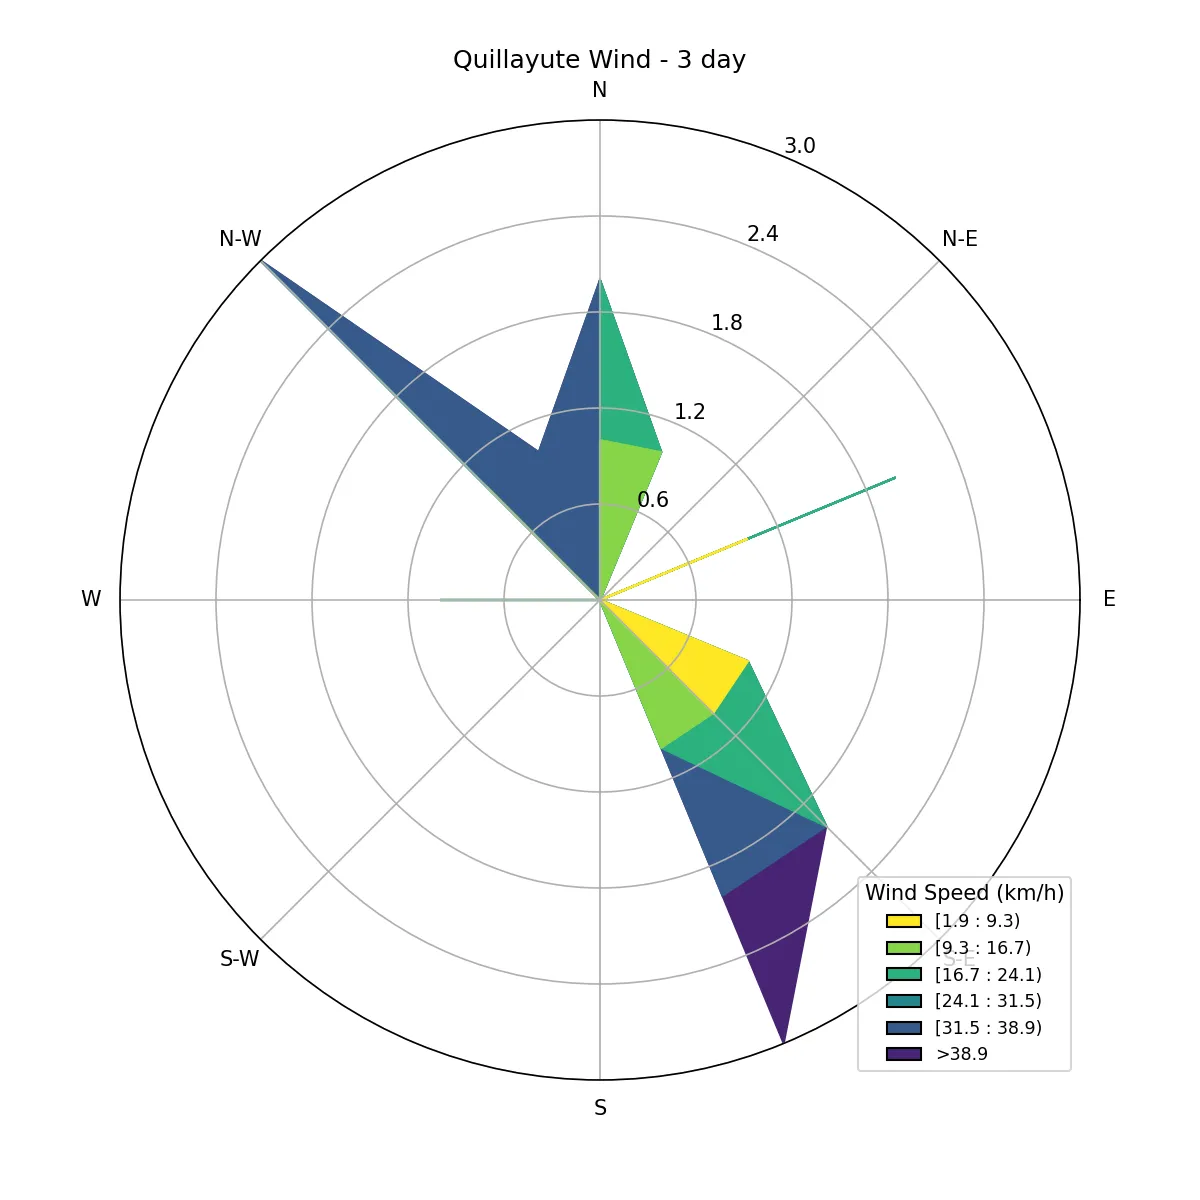 Quillayute Wind - 3 day
N
3.0
N-W
N-E
2.4
1.8
1.2
0.6
W
E
Wind Speed (km/h)
[1.9 : 9.3)
[9.3 : 16.7)
S-W
S-E
[16.7 : 24.1)
[24.1 : 31.5)
[31.5 : 38.9)
>38.9
S